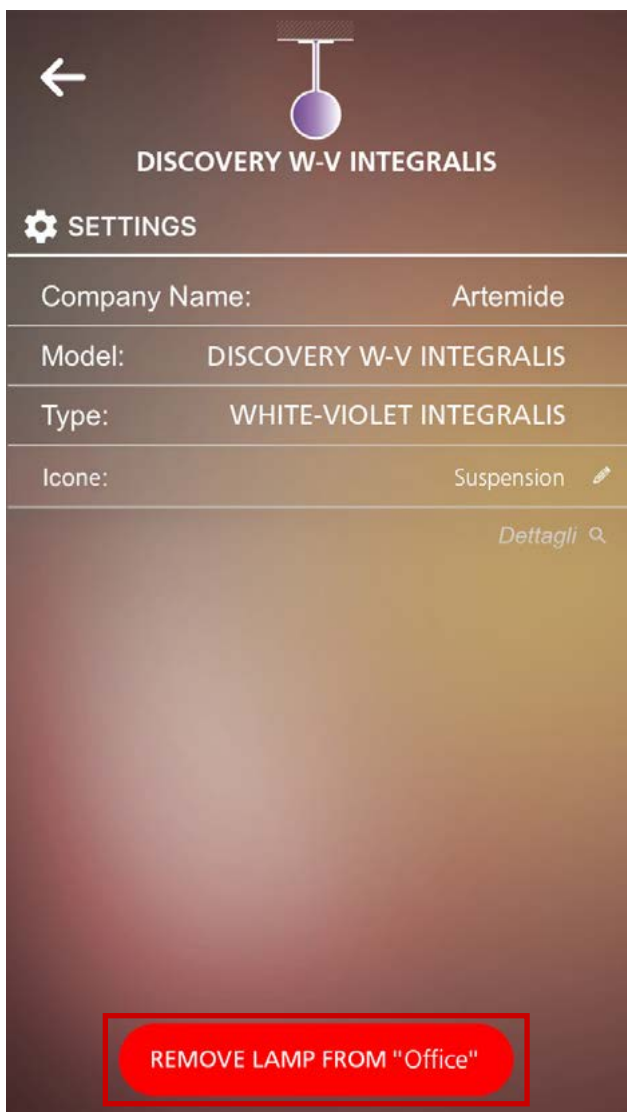 DISCOVERY W-V INTEGRALIS
SETTINGS
Company Name: Artemide
Model: DISCOVERY W-V INTEGRALIS
Type: WHITE-VIOLET INTEGRALIS
Icone: Suspension
Dettagli
REMOVE LAMP FROM "Office"